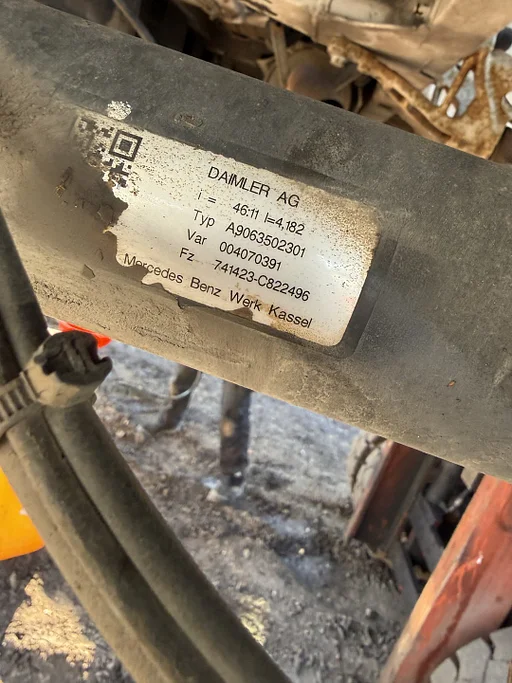 DAIMLER AG
i = 46:11 i=4,182
Typ A9063502301
Var 004070391
Fz 741423-C822496
Mercedes Benz Werk Kassel